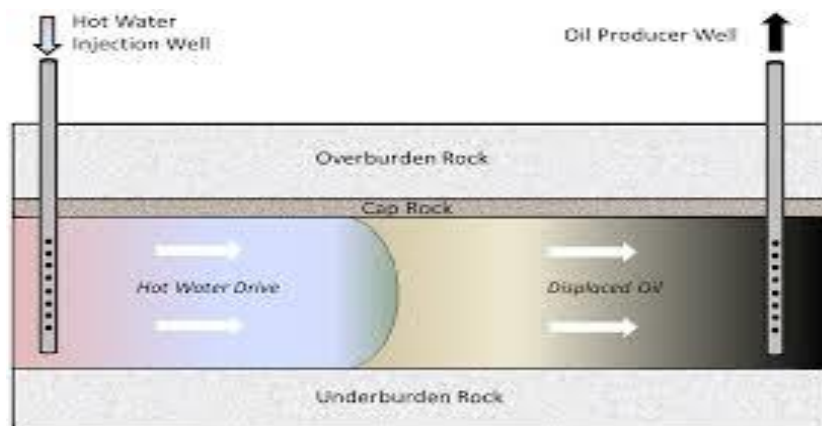 Hot Water
Injection Well
Oil Producer Well
Overburden Rock
Cap Rock
Hot Water Drive
Displaced Oil
Underburden Rock